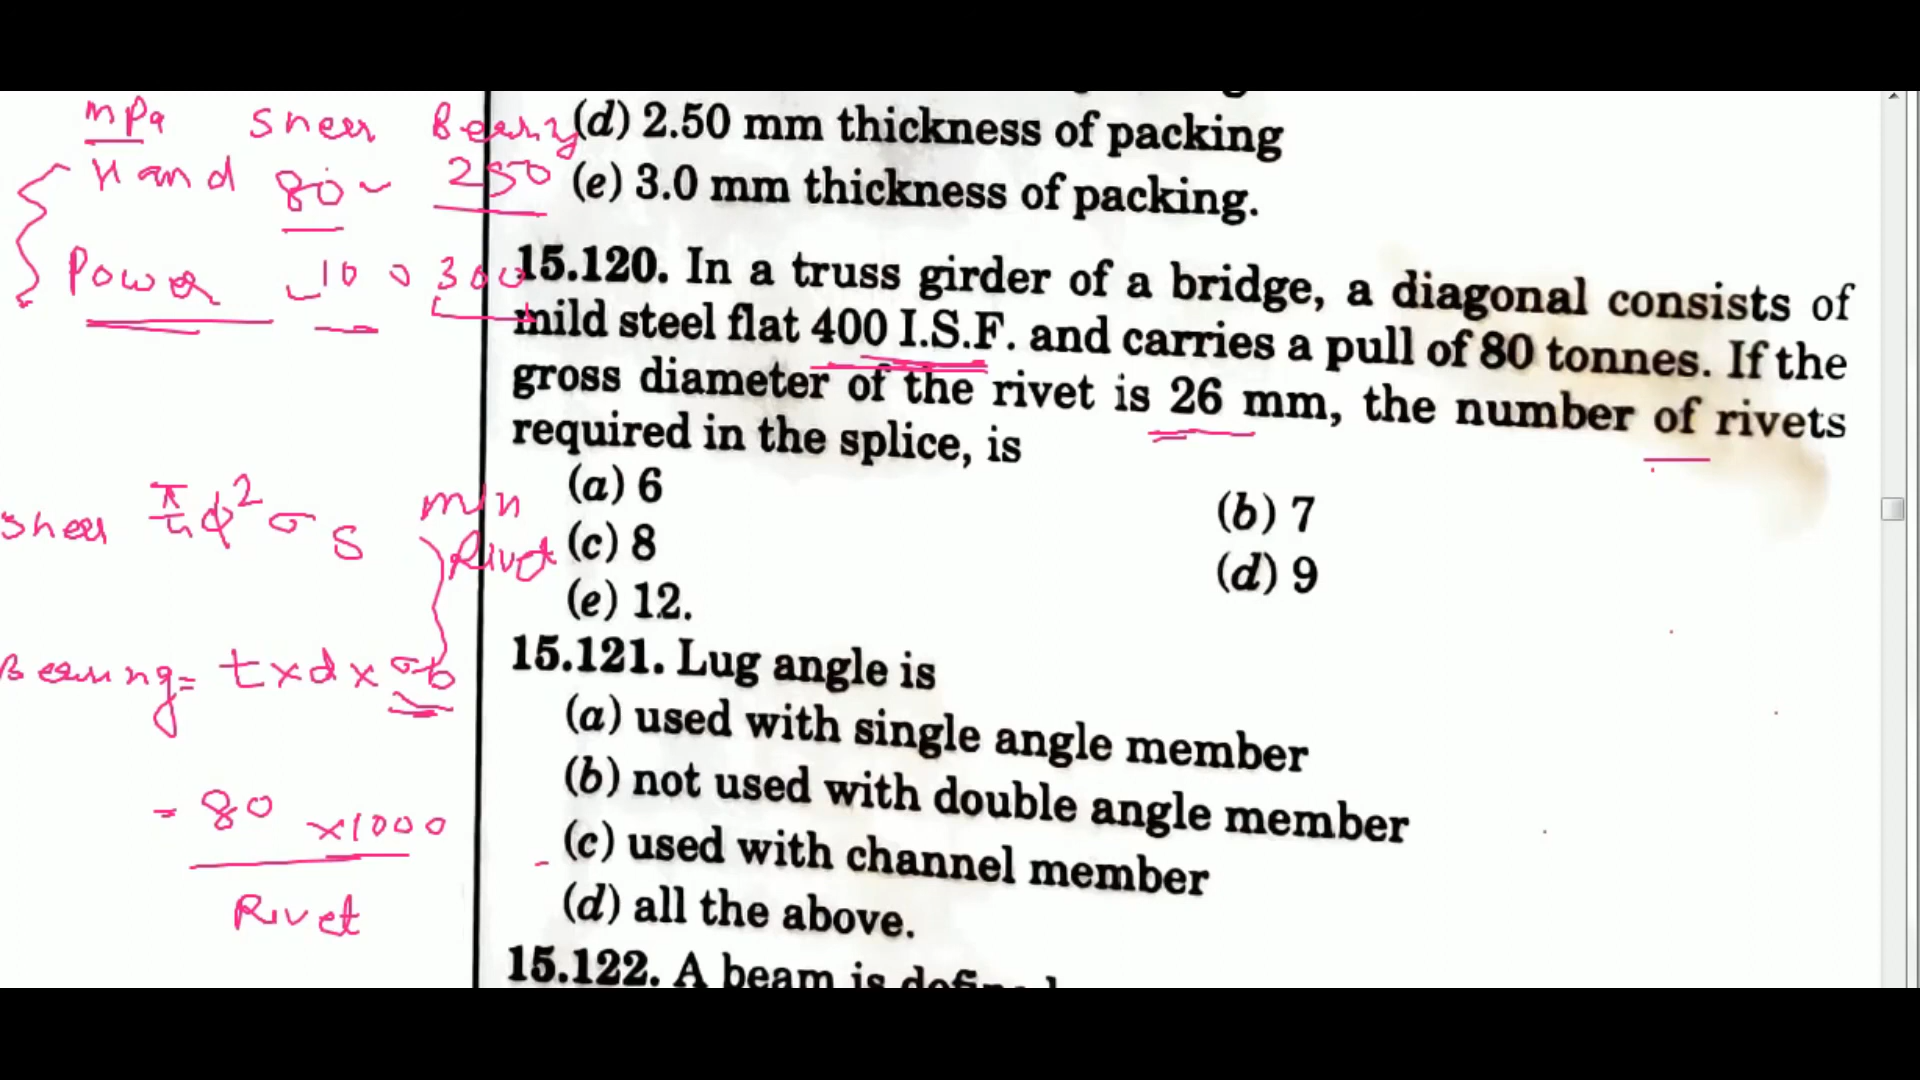 mpa shear Bearing
Hand 80 250
Power 100 300
shear π/4 ϕ² σ s
min Rivet
Bearing = t x d x σb
= 80 x 1000
Rivet
(d) 2.50 mm thickness of packing
(e) 3.0 mm thickness of packing.
15.120. In a truss girder of a bridge, a diagonal consists of
mild steel flat 400 I.S.F. and carries a pull of 80 tonnes. If the
gross diameter of the rivet is 26 mm, the number of rivets
required in the splice, is
(a) 6
(b) 7
(c) 8
(d) 9
(e) 12.
15.121. Lug angle is
(a) used with single angle member
(b) not used with double angle member
(c) used with channel member
(d) all the above.
15.122. A beam is